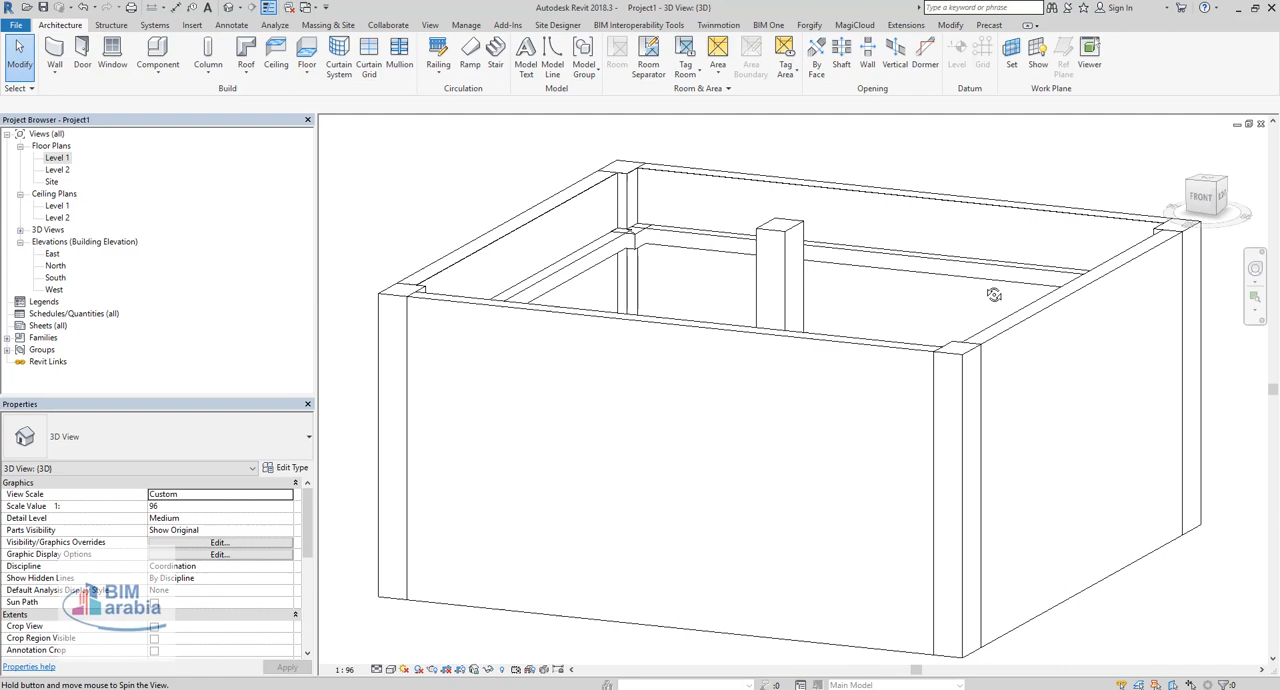 Autodesk Revit 2018.3 - Project1 - 3D View: {3D}
Type a keyword or phrase
Sign In
File Architecture Structure Systems Insert Annotate Analyze Massing & Site Collaborate View Manage Add-Ins Site Designer BIM Interoperability Tools Twinmotion BIM One Forgify MagiCloud Extensions Modify Precast
Modify Wall Door Window Component Column Roof Ceiling Floor Curtain System Curtain Grid Mullion Railing Ramp Stair Model Text Model Line Model Group Room Room Separator Tag Room Area Area Boundary Tag Area By Face Shaft Wall Vertical Dormer Level Grid Set Show Ref Plane Viewer
Select Build Circulation Model Room & Area Opening Datum Work Plane
Project Browser - Project1
Views (all)
Floor Plans
Level 1
Level 2
Site
Ceiling Plans
Level 1
Level 2
3D Views
Elevations (Building Elevation)
East
North
South
West
Legends
Schedules/Quantities (all)
Sheets (all)
Families
Groups
Revit Links
FRONT
Properties
3D View
3D View: {3D} Edit Type
Graphics
View Scale Custom
Scale Value 1: 96
Detail Level Medium
Parts Visibility Show Original
Visibility/Graphics Overrides Edit...
Graphic Display Options Edit...
Discipline Coordination
Show Hidden Lines By Discipline
Default Analysis Display Style None
Sun Path
Extents
Crop View
Crop Region Visible
Annotation Crop
BIM
arabia
Properties help Apply
1 : 96
Hold button and move mouse to Spin the View.
:0 Main Model :0